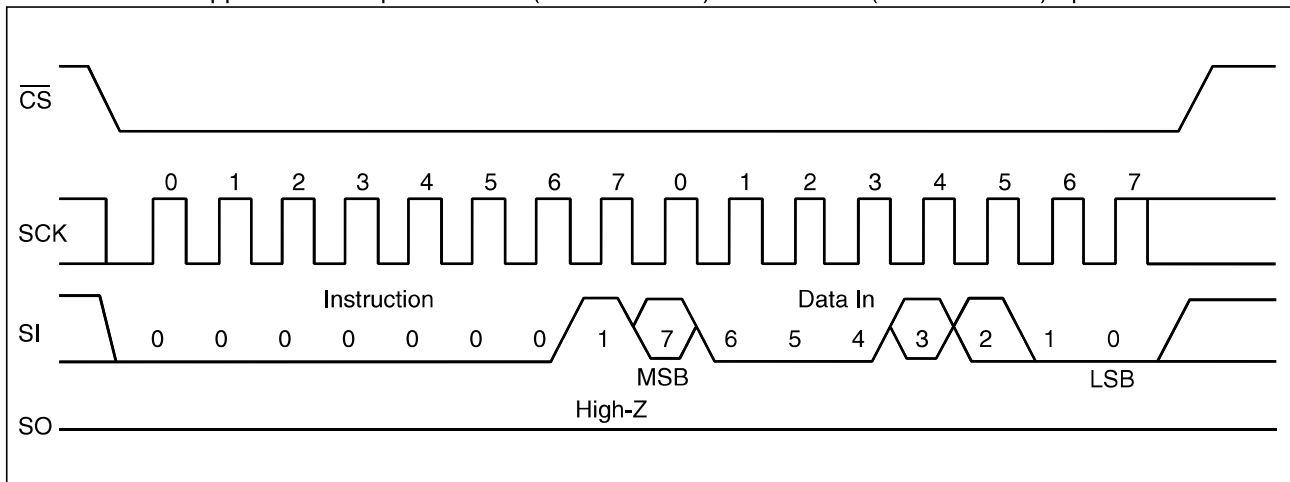 CS
0 1 2 3 4 5 6 7 0 1 2 3 4 5 6 7
SCK
Instruction Data In
SI
0 0 0 0 0 0 0 1 7 6 5 4 3 2 1 0
MSB LSB
High-Z
SO